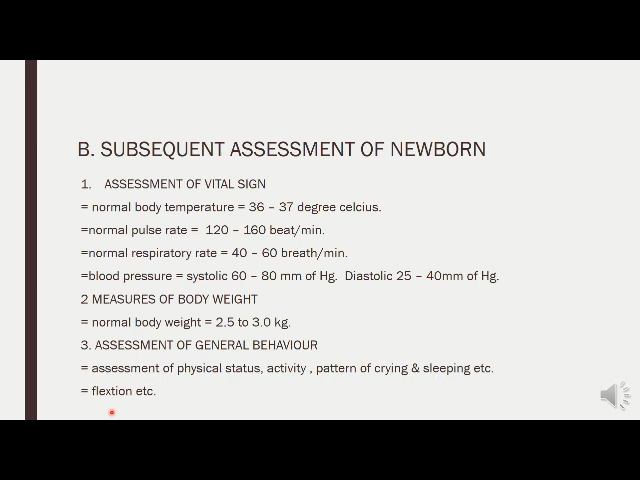 B. SUBSEQUENT ASSESSMENT OF NEWBORN
1. ASSESSMENT OF VITAL SIGN
= normal body temperature = 36 – 37 degree celcius.
=normal pulse rate = 120 – 160 beat/min.
=normal respiratory rate = 40 – 60 breath/min.
=blood pressure = systolic 60 – 80 mm of Hg. Diastolic 25 – 40mm of Hg.
2 MEASURES OF BODY WEIGHT
= normal body weight = 2.5 to 3.0 kg.
3. ASSESSMENT OF GENERAL BEHAVIOUR
= assessment of physical status, activity , pattern of crying & sleeping etc.
= flextion etc.